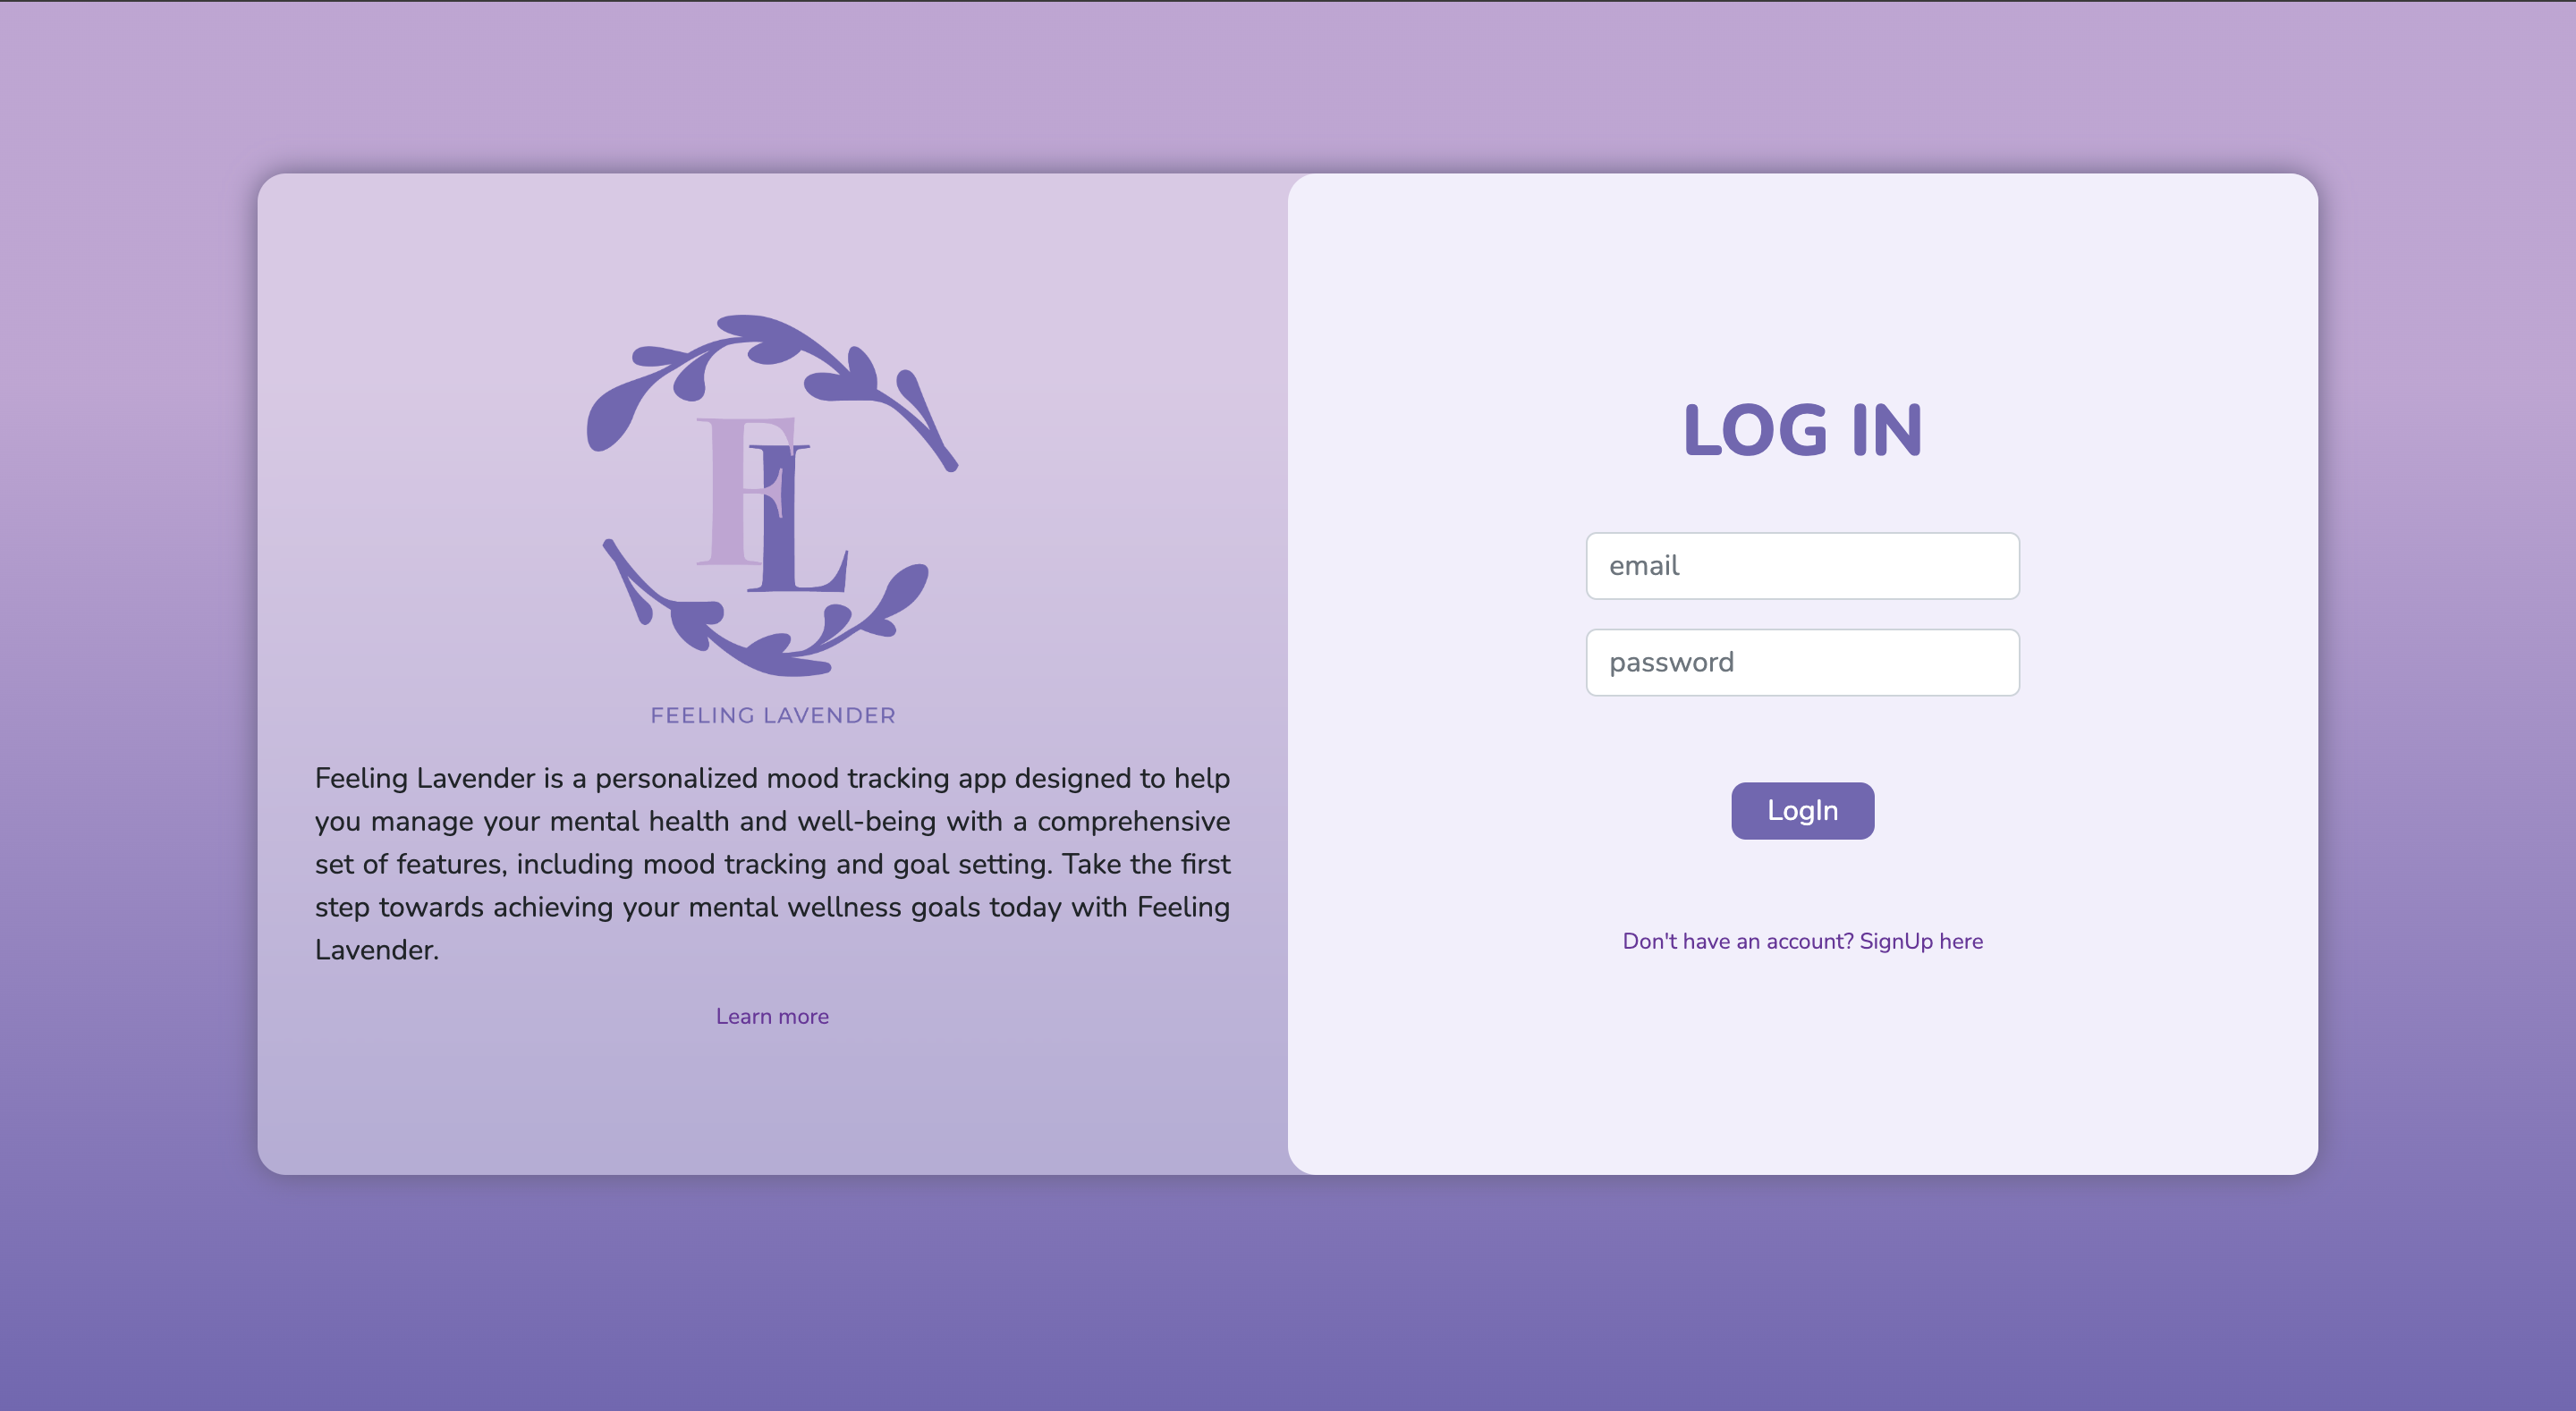 FL
FEELING LAVENDER
Feeling Lavender is a personalized mood tracking app designed to help
you manage your mental health and well-being with a comprehensive
set of features, including mood tracking and goal setting. Take the first
step towards achieving your mental wellness goals today with Feeling
Lavender.
Learn more
LOG IN
email
password
LogIn
Don't have an account? SignUp here